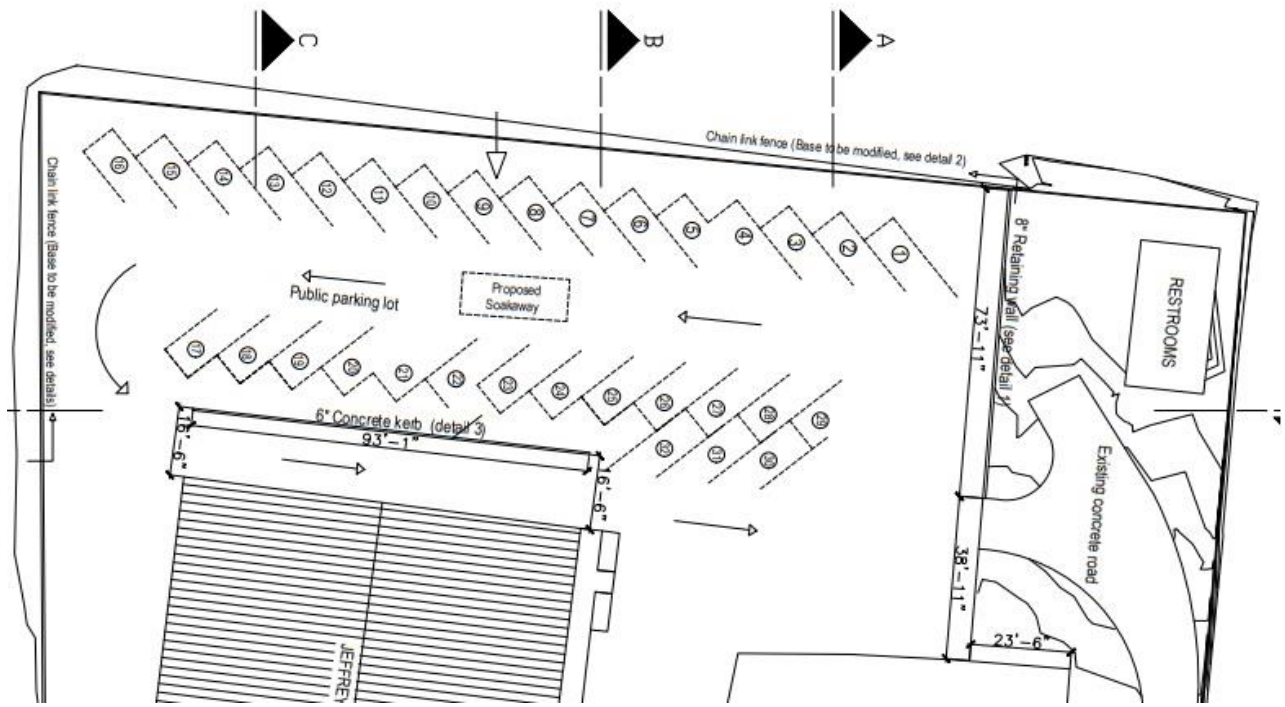 C
B
A
Chain link fence (Base to be modified, see detail 2)
16
15
14
13
12
11
10
9
8
7
6
5
4
3
2
1
Chain link fence (Base to be modified, see details)
8" Retaining wall (see detail 1)
RESTROOMS
Proposed
Soakaway
Public parking lot
73'-11"
17
18
19
20
21
22
23
24
25
26
27
28
29
32
31
30
6" Concrete kerb (detail 3)
93'-1"
16'-6"
6'-6"
Existing concrete road
38'-11"
23'-6"
JEFFREY